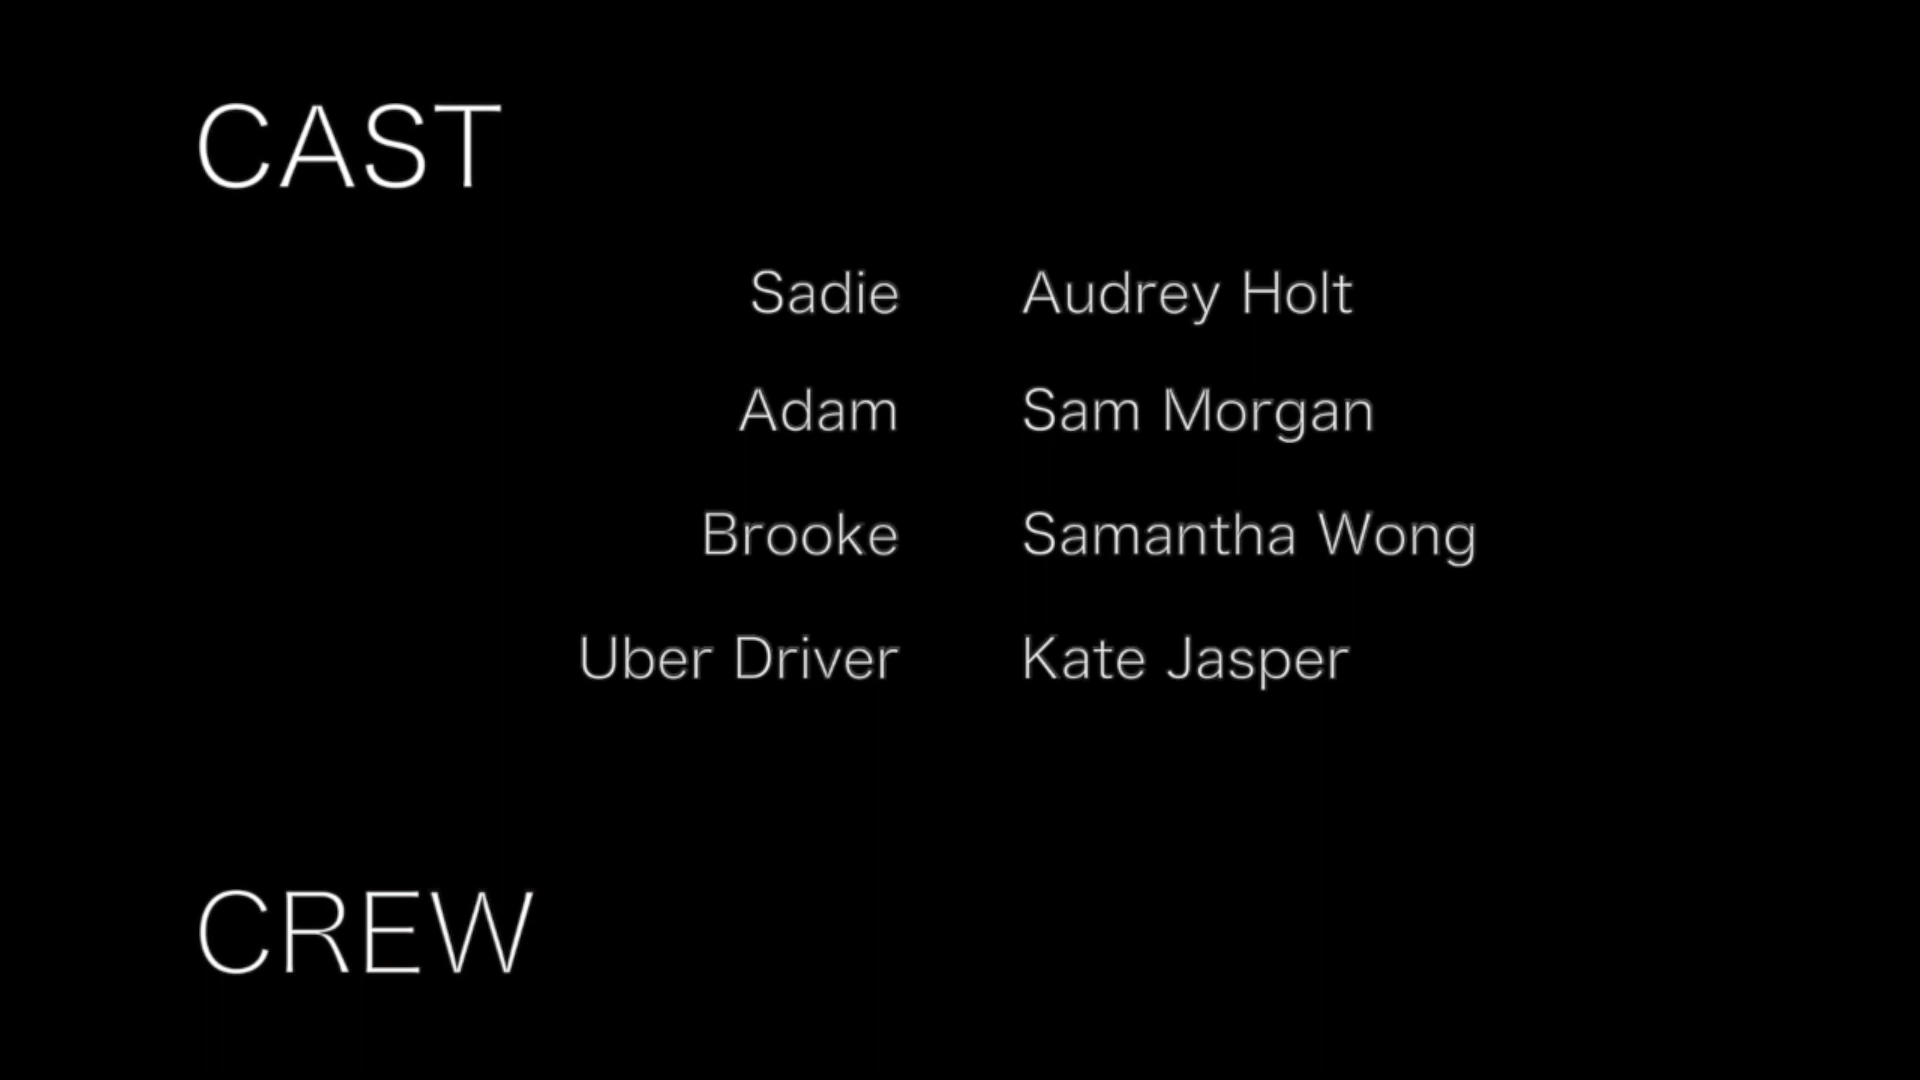 CAST
Sadie Audrey Holt
Adam Sam Morgan
Brooke Samantha Wong
Uber Driver Kate Jasper
CREW